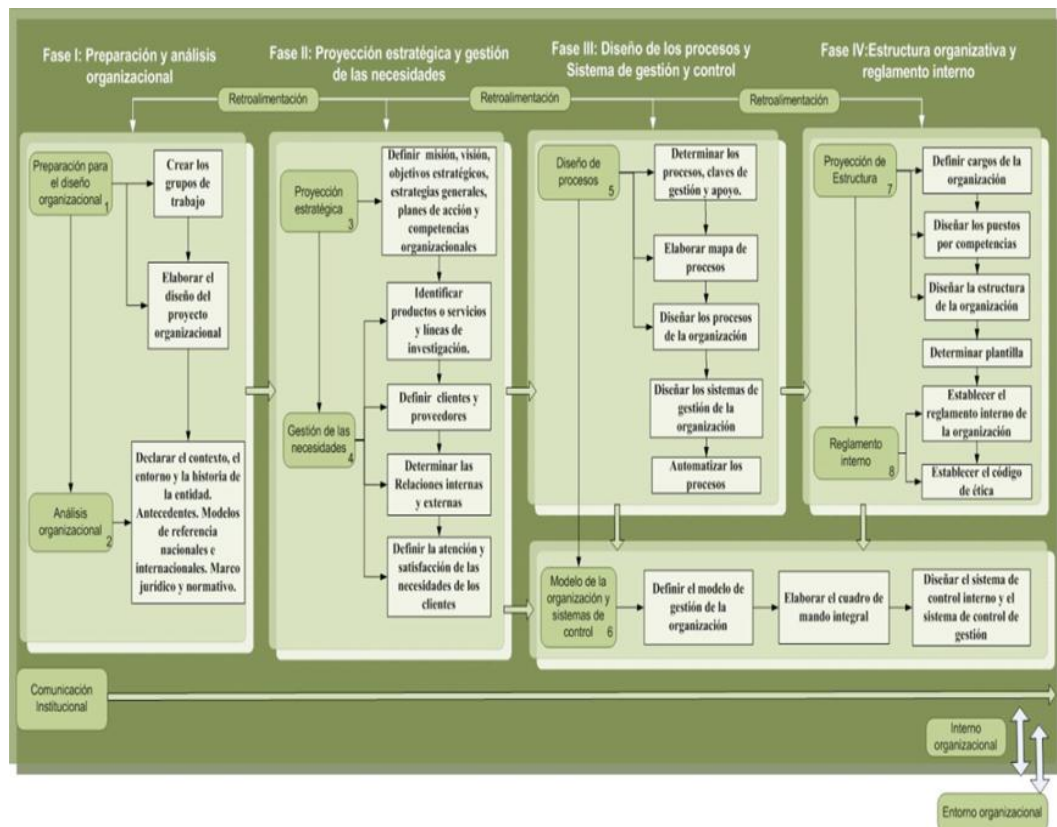 Fase I: Preparación y análisis
organizacional
Fase II: Proyección estratégica y gestión
de las necesidades
Fase III: Diseño de los procesos y
Sistema de gestión y control
Fase IV:Estructura organizativa y
reglamento interno
Retroalimentación
Retroalimentación
Retroalimentación
Preparación para
el diseño
organizacional
1
Crear los
grupos de
trabajo
Elaborar el
diseño del
proyecto
organizacional
Análisis
organizacional
2
Declarar el contexto, el
entorno y la historia de
la entidad.
Antecedentes. Modelos
de referencia
nacionales e
internacionales. Marco
jurídico y normativo.
Proyección
estratégica
3
Definir misión, visión,
objetivos estratégicos,
estrategias generales,
planes de acción y
competencias
organizacionales
Identificar
productos o servicios
y líneas de
investigación.
Gestión de las
necesidades
4
Definir clientes y
proveedores
Determinar las
Relaciones internas
y externas
Definir la atención y
satisfacción de las
necesidades de los
clientes
Diseño de
procesos
5
Determinar los
procesos, claves de
gestión y apoyo.
Elaborar mapa de
procesos
Diseñar los procesos
de la organización
Diseñar los sistemas de
gestión de la
organización
Automatizar los
procesos
Proyección de
Estructura
7
Definir cargos de la
organización
Diseñar los puestos
por competencias
Diseñar la estructura
de la organización
Determinar plantilla
Reglamento
interno
8
Establecer el
reglamento interno de
la organización
Establecer el código
de ética
Modelo de la
organización y
sistemas de
control
6
Definir el modelo de
gestión de la
organización
Elaborar el cuadro de
mando integral
Diseñar el sistema de
control interno y el
sistema de control de
gestión
Comunicación
Institucional
Interno
organizacional
Entorno organizacional